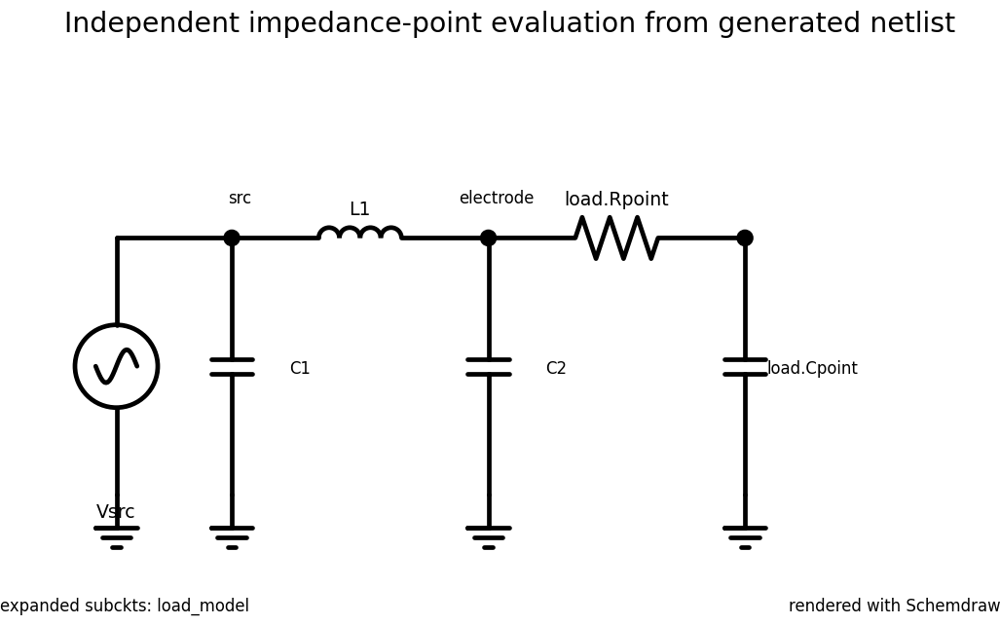 Independent impedance-point evaluation from generated netlist
src
L1
electrode
load.Rpoint
C1
C2
load.Cpoint
Vsrc
expanded subckts: load_model
rendered with Schemdraw